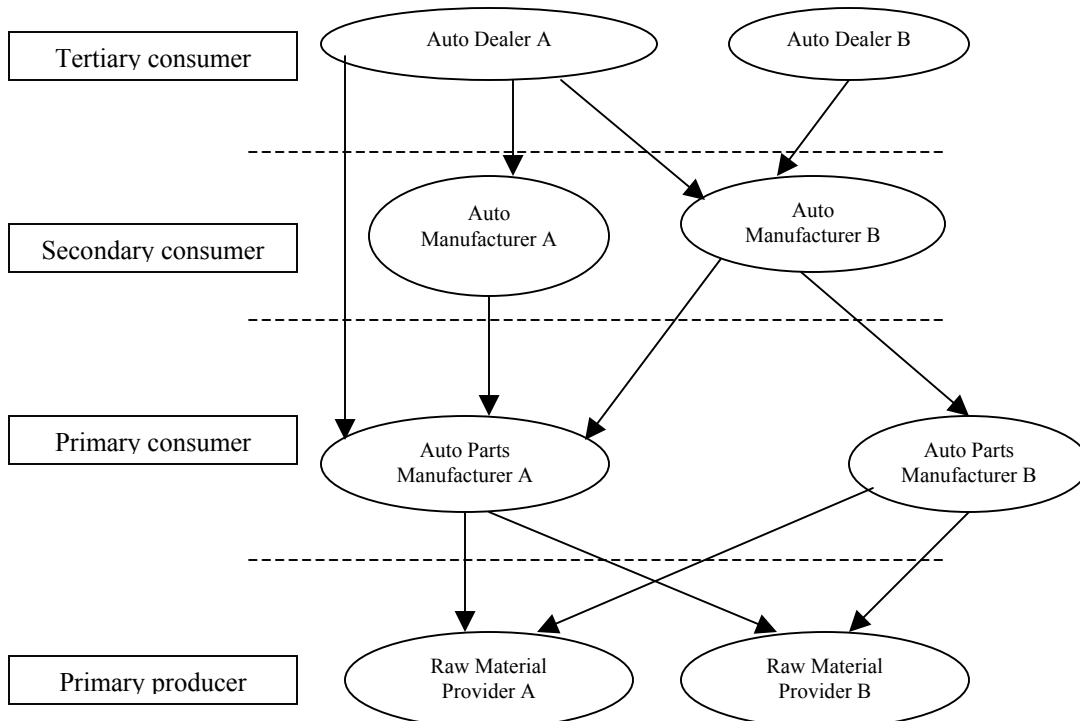 Tertiary consumer
Auto Dealer A
Auto Dealer B
Secondary consumer
Auto
Manufacturer A
Auto
Manufacturer B
Primary consumer
Auto Parts
Manufacturer A
Auto Parts
Manufacturer B
Primary producer
Raw Material
Provider A
Raw Material
Provider B